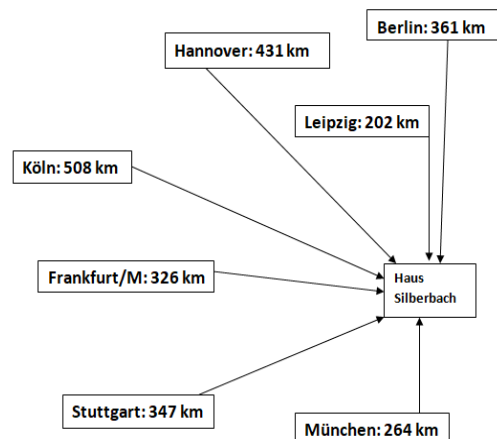 Berlin: 361 km
Hannover: 431 km
Leipzig: 202 km
Köln: 508 km
Frankfurt/M: 326 km
Haus
Silberbach
Stuttgart: 347 km
München: 264 km